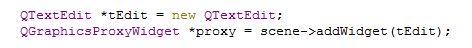 QTextEdit *tEdit = new QTextEdit;
QGraphicsProxyWidget *proxy = scene->addWidget(tEdit);